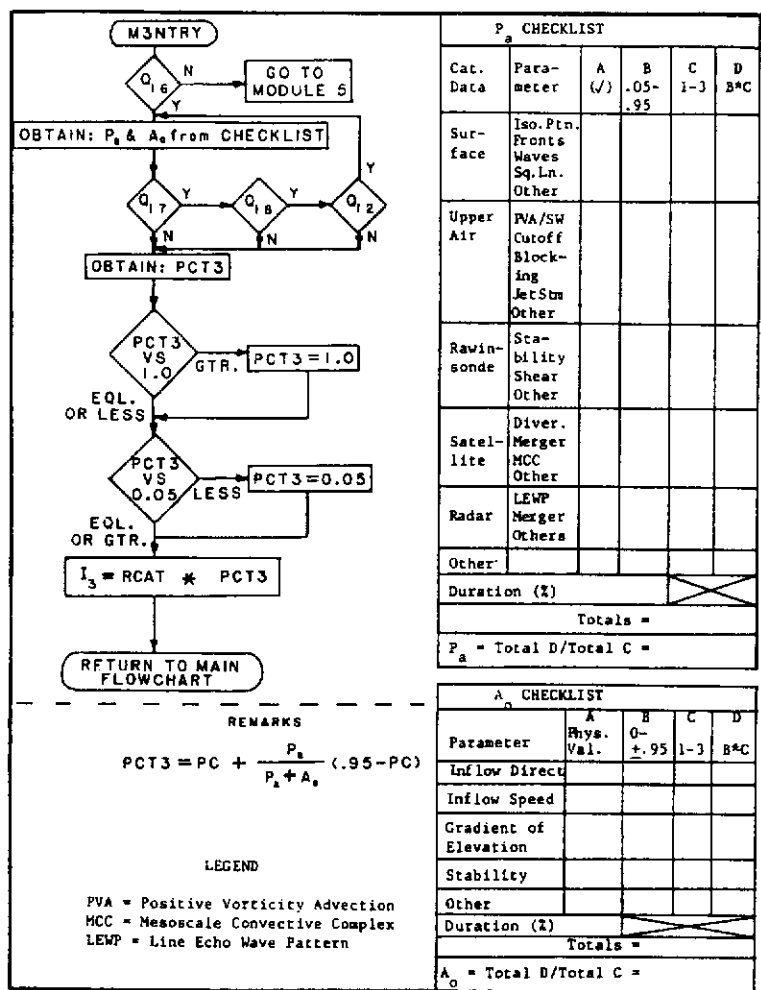 M3NTRY
Q16
N
GO TO
MODULE 5
Y
OBTAIN: Pa & Ao from CHECKLIST
Y
Q17
Y
Q18
Y
Q12
N
N
N
OBTAIN: PCT3
PCT3
VS
1.0
GTR.
PCT3=1.0
EQL.
OR LESS
PCT3
VS
0.05
LESS
PCT3=0.05
EQL.
OR GTR.
I3 = RCAT * PCT3
RETURN TO MAIN
FLOWCHART
REMARKS
PCT3 = PC + Pa / (Pa + Ao) (.95-PC)
LEGEND
PVA = Positive Vorticity Advection
MCC = Mesoscale Convective Complex
LEWP = Line Echo Wave Pattern
Pa CHECKLIST
Cat. Data
Para-meter
A (√)
B .05-.95
C 1-3
D B*C
Sur-face
Iso.Ptn.
Fronts
Waves
Sq.Ln.
Other
Upper Air
PVA/SW
Cutoff
Block-
ing
JetStm
Other
Rawin-sonde
Sta-
bility
Shear
Other
Satel-lite
Diver.
Merger
MCC
Other
Radar
LEWP
Merger
Others
Other
Duration (%)
Totals =
Pa = Total D/Total C =
Ao CHECKLIST
Parameter
A Phys. Val.
B 0-±.95
C 1-3
D B*C
Inflow Direct
Inflow Speed
Gradient of
Elevation
Stability
Other
Duration (%)
Totals =
Ao = Total D/Total C =